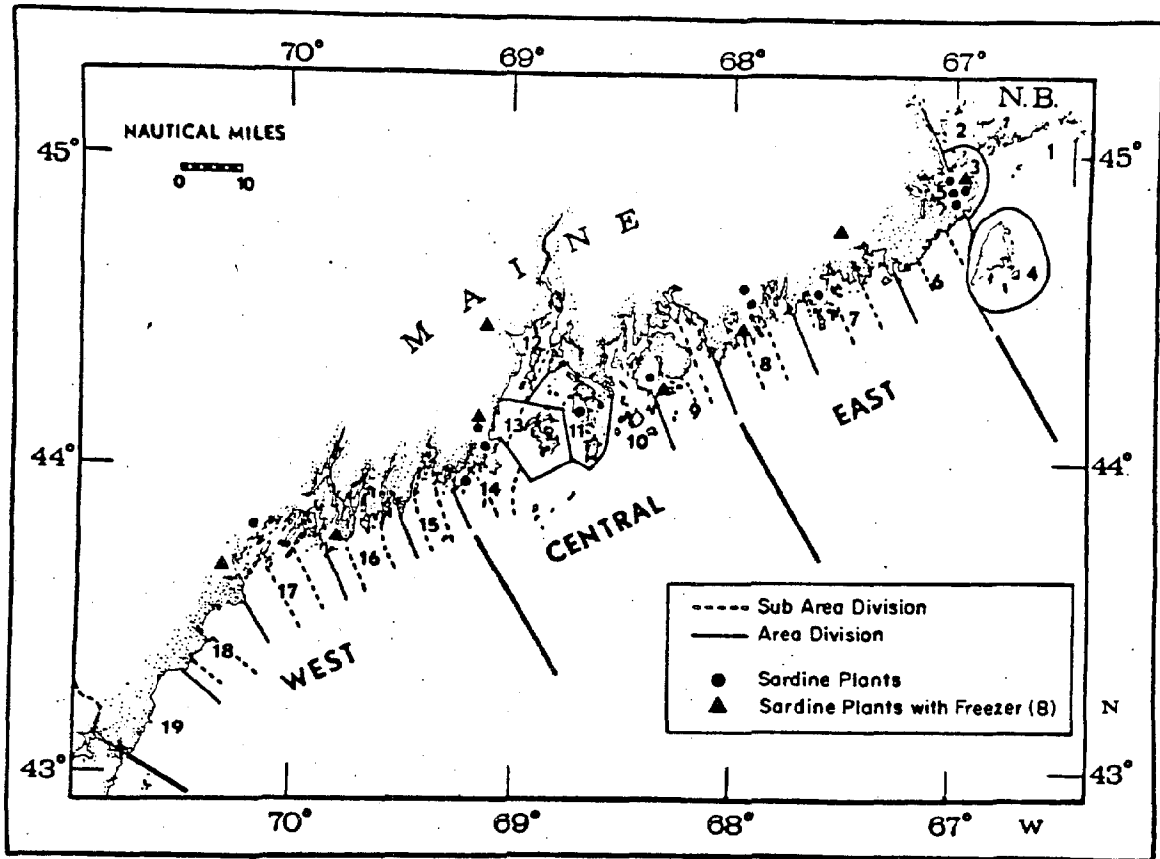 70° 69° 68° 67°
N.B.
NAUTICAL MILES
0 10
45° 45°
MAINE
1
2
3
5
4
6
7
8
9
10
11
12
13
14
15
16
17
18
19
EAST
CENTRAL
WEST
44° 44°
Sub Area Division
Area Division
Sardine Plants
Sardine Plants with Freezer (8)
N
43° 43°
70° 69° 68° 67° W